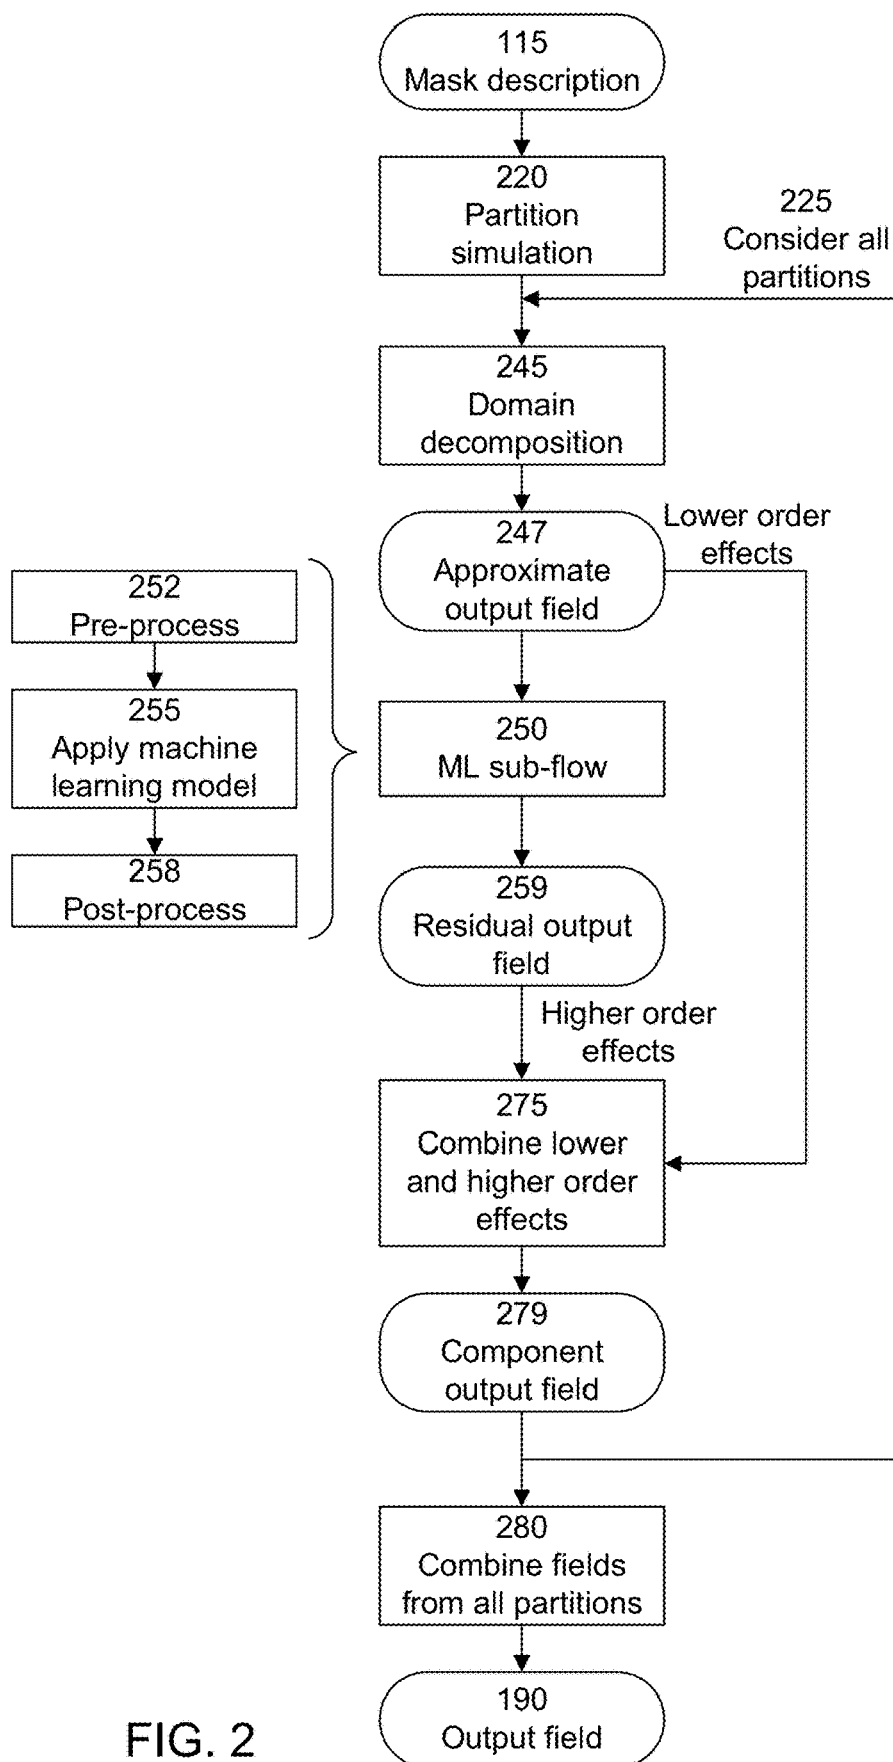 115
Mask description
220
Partition
simulation
225
Consider all
partitions
245
Domain
decomposition
247
Approximate
output field
Lower order
effects
252
Pre-process
255
Apply machine
learning model
258
Post-process
250
ML sub-flow
259
Residual output
field
Higher order
effects
275
Combine lower
and higher order
effects
279
Component
output field
280
Combine fields
from all partitions
190
Output field
FIG. 2